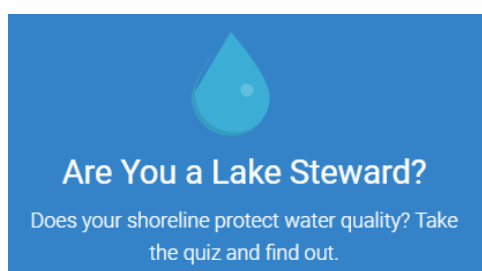 Are You a Lake Steward?
Does your shoreline protect water quality? Take
the quiz and find out.